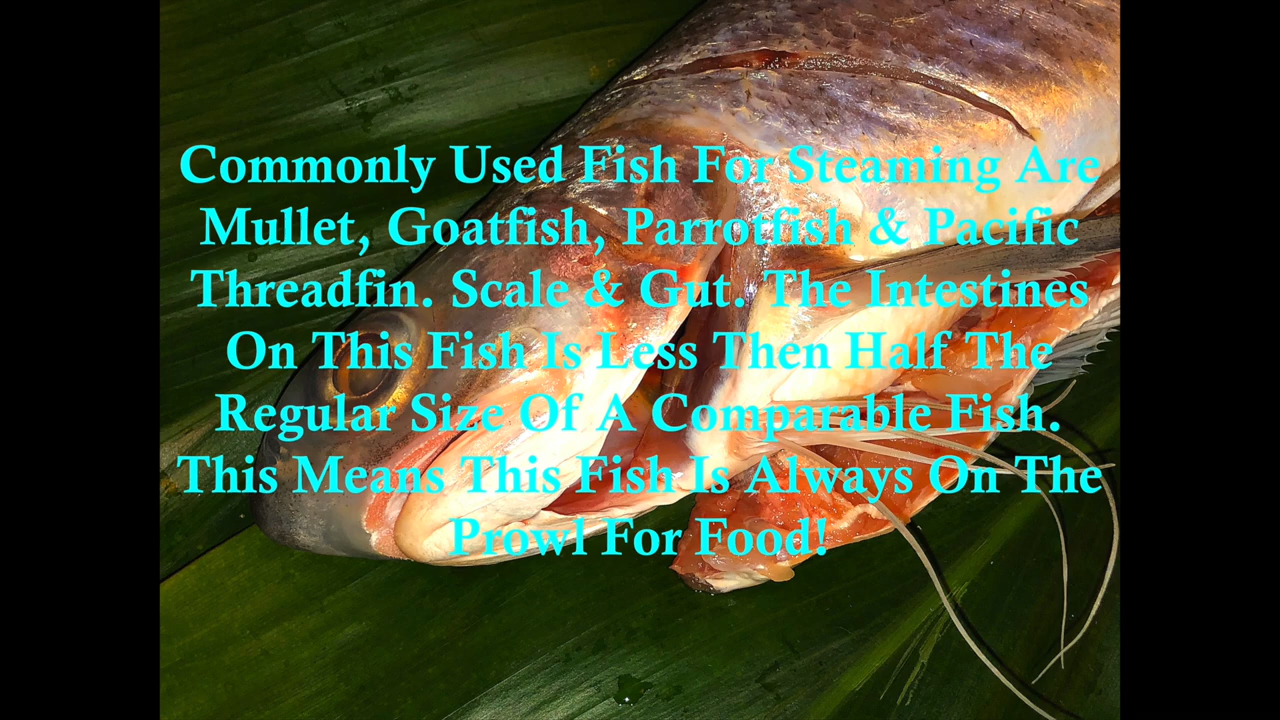 Commonly Used Fish For Steaming Are
Mullet, Goatfish, Parrotfish & Pacific
Threadfin. Scale & Gut. The Intestines
On This Fish Is Less Then Half The
Regular Size Of A Comparable Fish.
This Means This Fish Is Always On The
Prowl For Food!